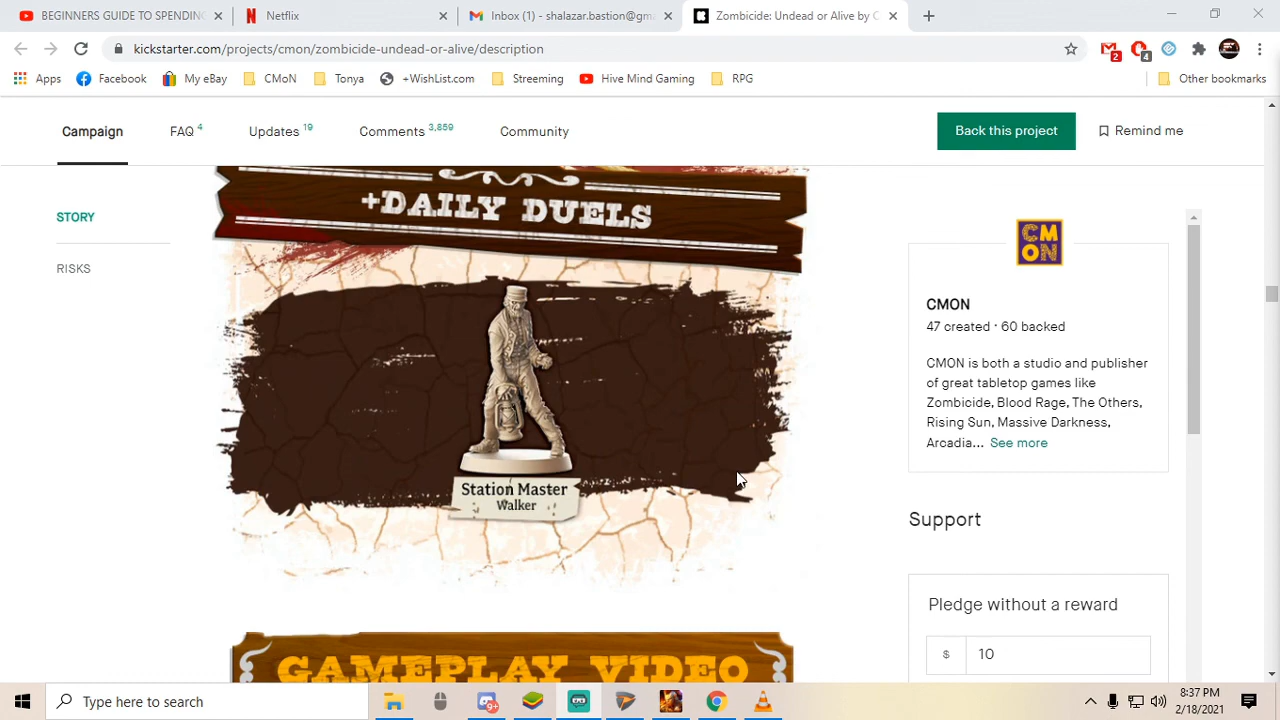 BEGINNERS GUIDE TO SPENDIN
Netflix
Inbox (1) - shalazar.bastion@gm
Zombicide: Undead or Alive by C
kickstarter.com/projects/cmon/zombicide-undead-or-alive/description
2
4
Apps
Facebook
My eBay
CMoN
Tonya
+WishList.com
Streeming
Hive Mind Gaming
RPG
Other bookmarks
Campaign
FAQ 4
Updates 19
Comments 3,859
Community
Back this project
Remind me
STORY
RISKS
+DAILY DUELS
Station Master
Walker
GAMEPLAY VIDEO
CMON
CMON
47 created · 60 backed
CMON is both a studio and publisher
of great tabletop games like
Zombicide, Blood Rage, The Others,
Rising Sun, Massive Darkness,
Arcadia... See more
Support
Pledge without a reward
$ 10
Type here to search
8:37 PM
2/18/2021